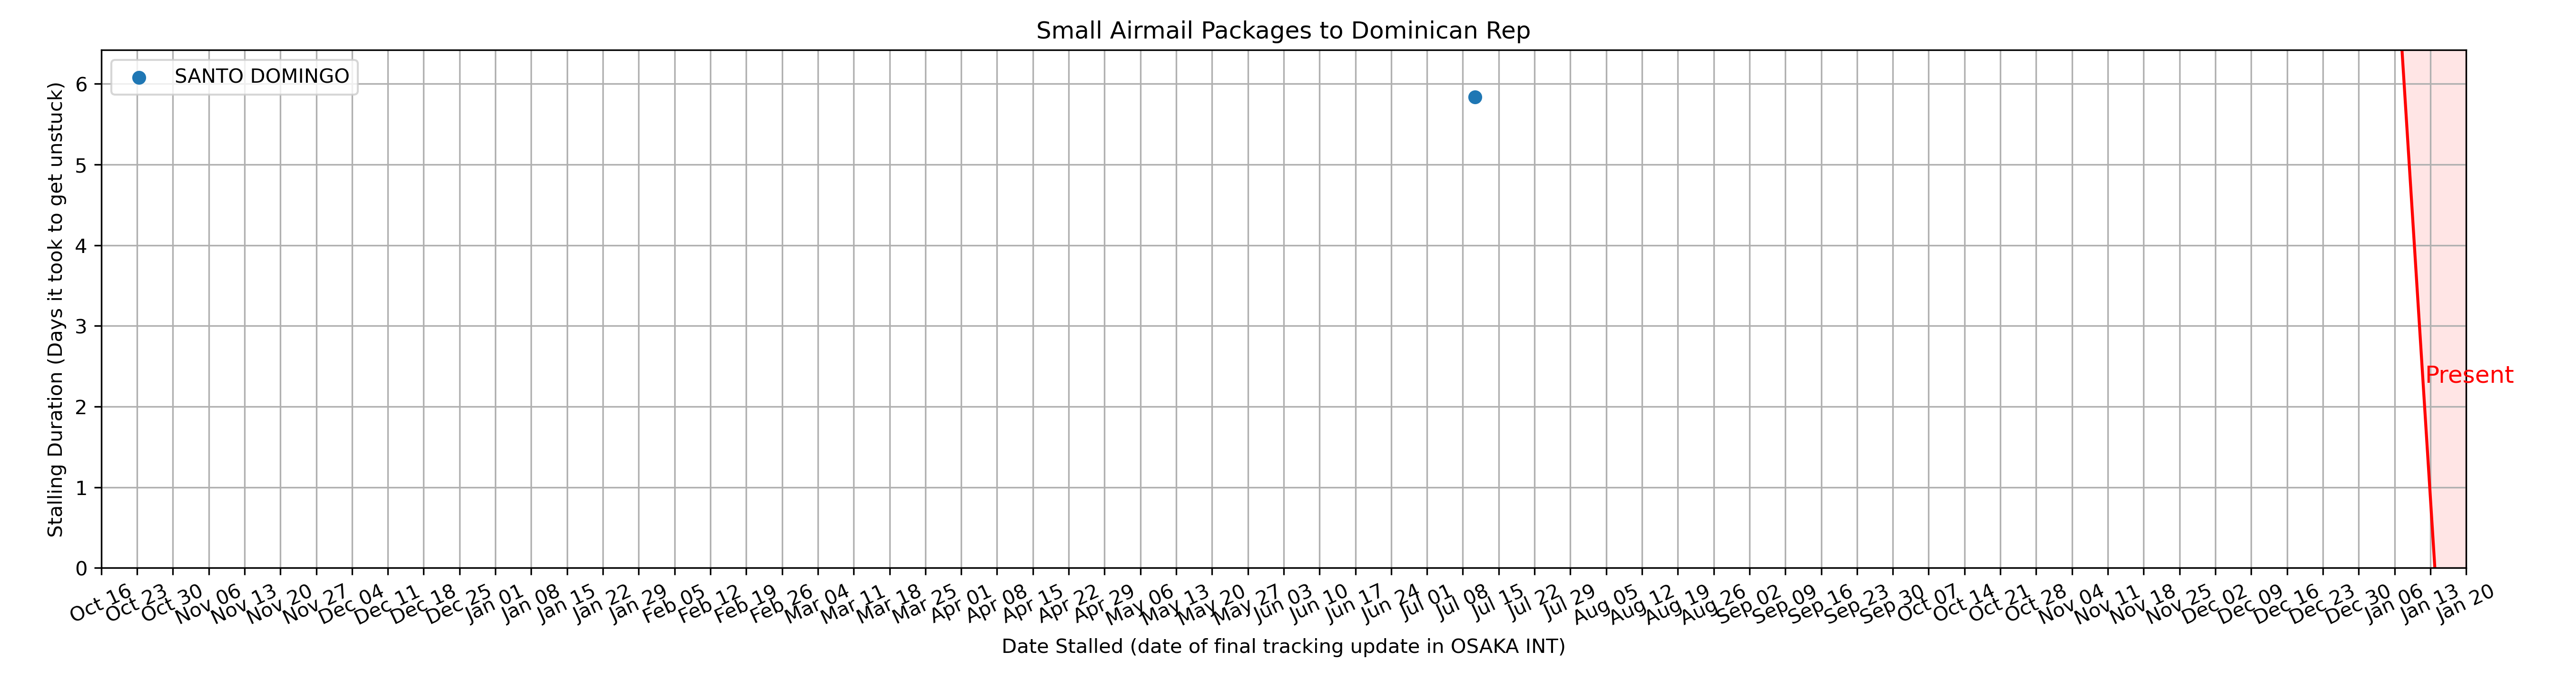 Small Airmail Packages to Dominican Rep
SANTO DOMINGO
Stalling Duration (Days it took to get unstuck)
6
5
4
3
2
1
0
Present
Oct 16 Oct 23 Oct 30 Nov 06 Nov 13 Nov 20 Nov 27 Dec 04 Dec 11 Dec 18 Dec 25 Jan 01 Jan 08 Jan 15 Jan 22 Jan 29 Feb 05 Feb 12 Feb 19 Feb 26 Mar 04 Mar 11 Mar 18 Mar 25 Apr 01 Apr 08 Apr 15 Apr 22 Apr 29 May 06 May 13 May 20 May 27 Jun 03 Jun 10 Jun 17 Jun 24 Jul 01 Jul 08 Jul 15 Jul 22 Jul 29 Aug 05 Aug 12 Aug 19 Aug 26 Sep 02 Sep 09 Sep 16 Sep 23 Sep 30 Oct 07 Oct 14 Oct 21 Oct 28 Nov 04 Nov 11 Nov 18 Nov 25 Dec 02 Dec 09 Dec 16 Dec 23 Dec 30 Jan 06 Jan 13 Jan 20
Date Stalled (date of final tracking update in OSAKA INT)